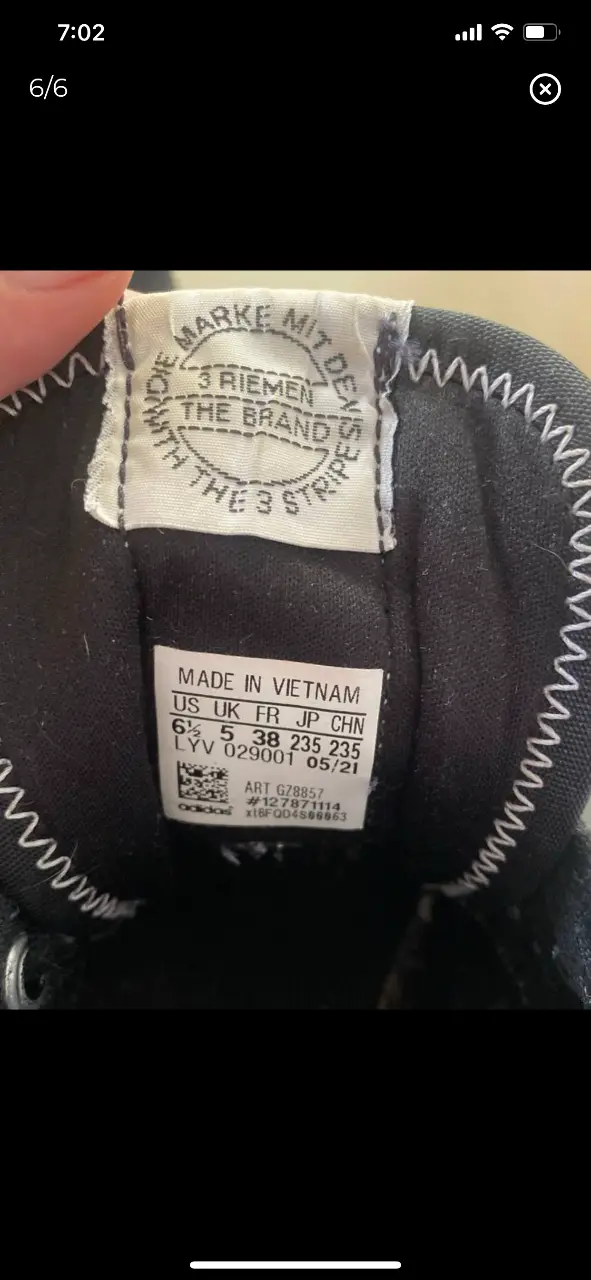 7:02
6/6
DIE MARKE MIT DEN
3 RIEMEN
THE BRAND
WITH THE 3 STRIPES
MADE IN VIETNAM
US UK FR JP CHN
6½ 5 38 235 235
LYV 029001 05/21
ART GZ8857
#127871114
adidas